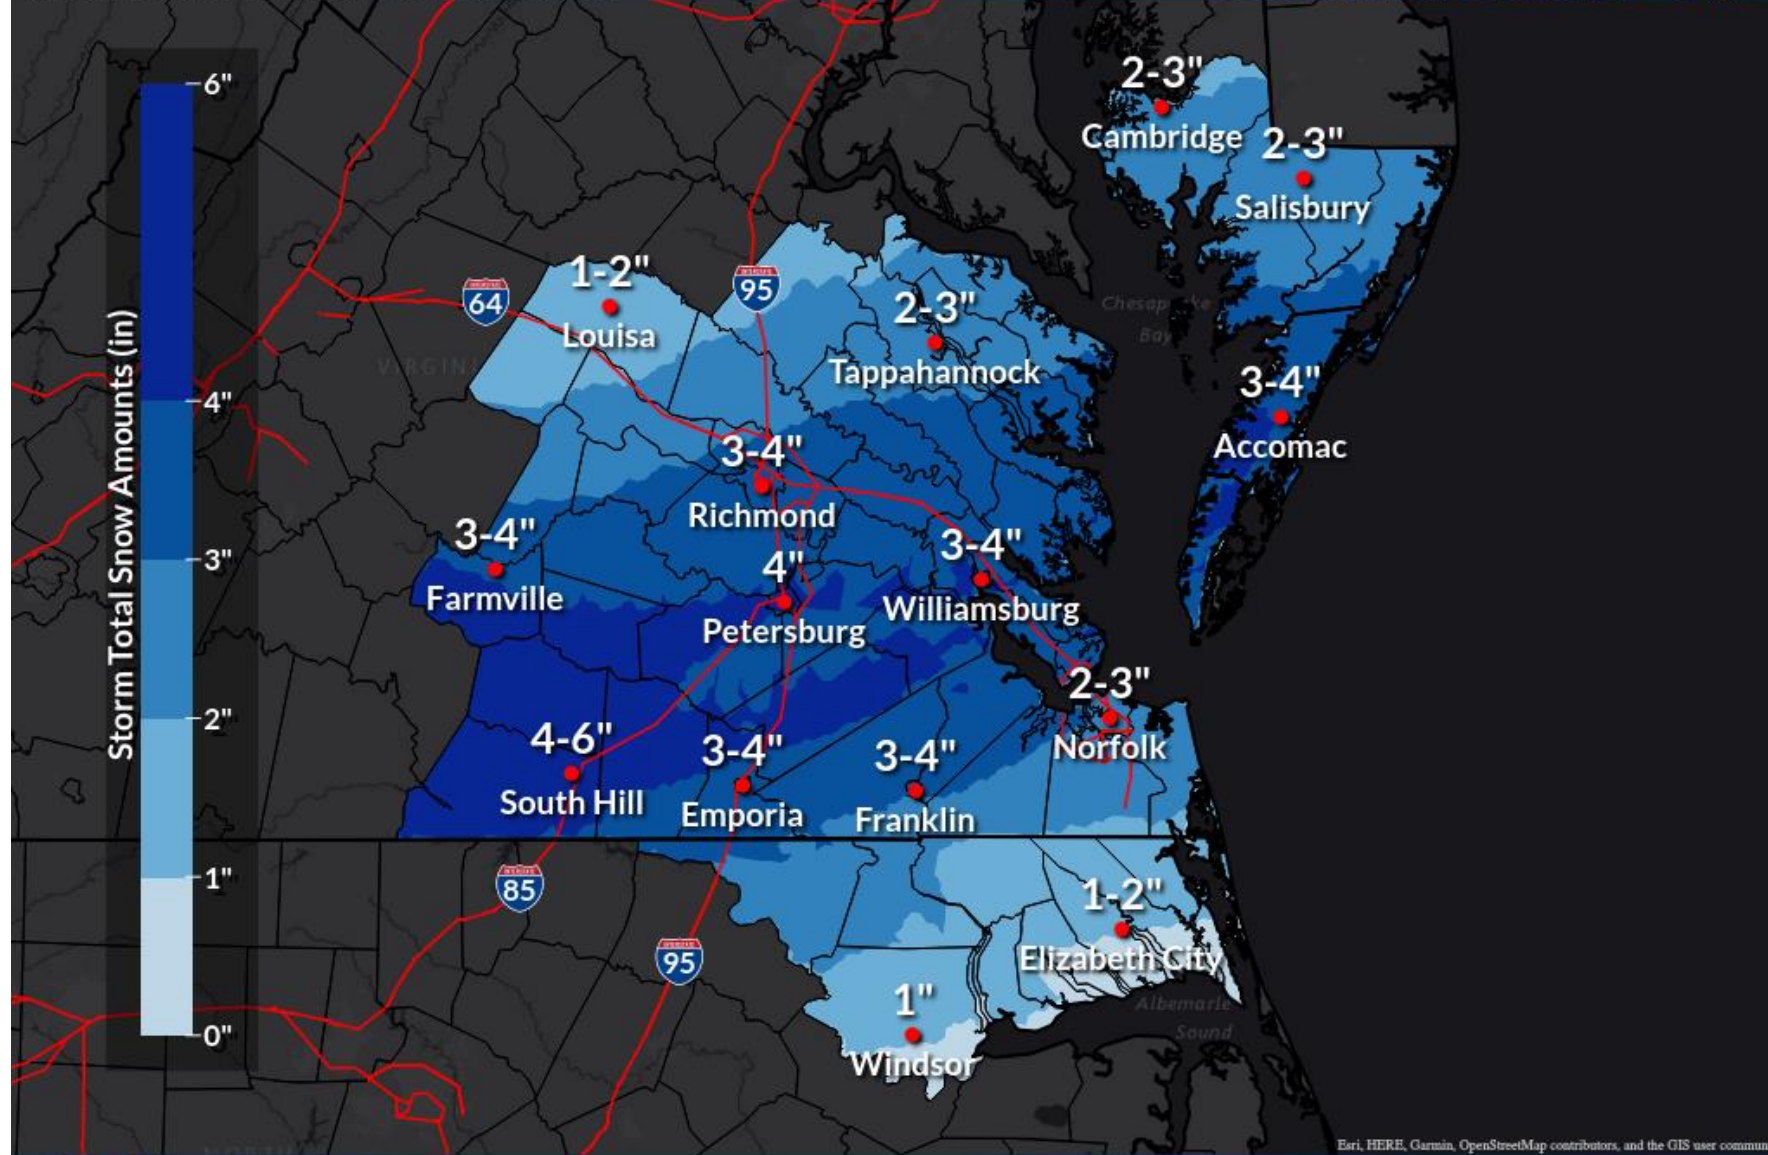 Storm Total Snow Amounts (in)
6"
4"
3"
2"
1"
0"
2-3"
Cambridge
2-3"
Salisbury
1-2"
Louisa
64
95
2-3"
Tappahannock
Chesapeake
Bay
VIRGINI
3-4"
Accomac
3-4"
Richmond
3-4"
Farmville
4"
Petersburg
3-4"
Williamsburg
2-3"
Norfolk
4-6"
South Hill
3-4"
Emporia
3-4"
Franklin
85
95
1-2"
Elizabeth City
1"
Windsor
Albemarle
Sound
Esri, HERE, Garmin, OpenStreetMap contributors, and the GIS user commun